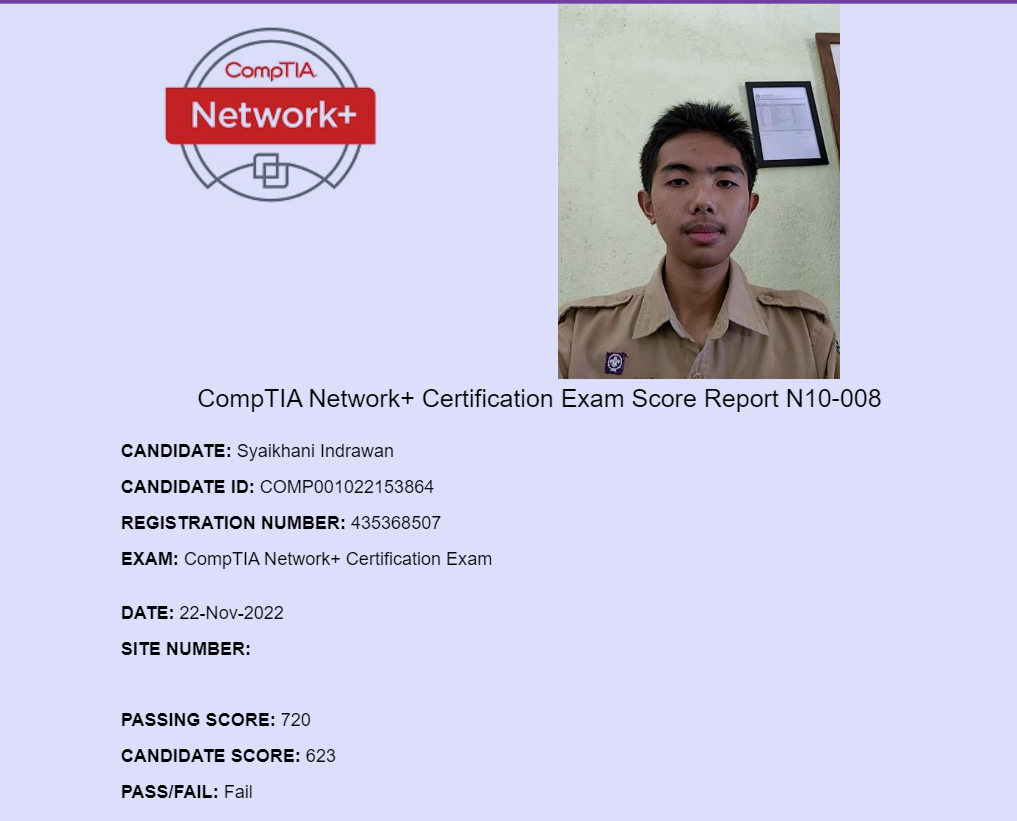 CompTIA.
Network+
CompTIA Network+ Certification Exam Score Report N10-008
CANDIDATE: Syaikhani Indrawan
CANDIDATE ID: COMP001022153864
REGISTRATION NUMBER: 435368507
EXAM: CompTIA Network+ Certification Exam
DATE: 22-Nov-2022
SITE NUMBER:
PASSING SCORE: 720
CANDIDATE SCORE: 623
PASS/FAIL: Fail